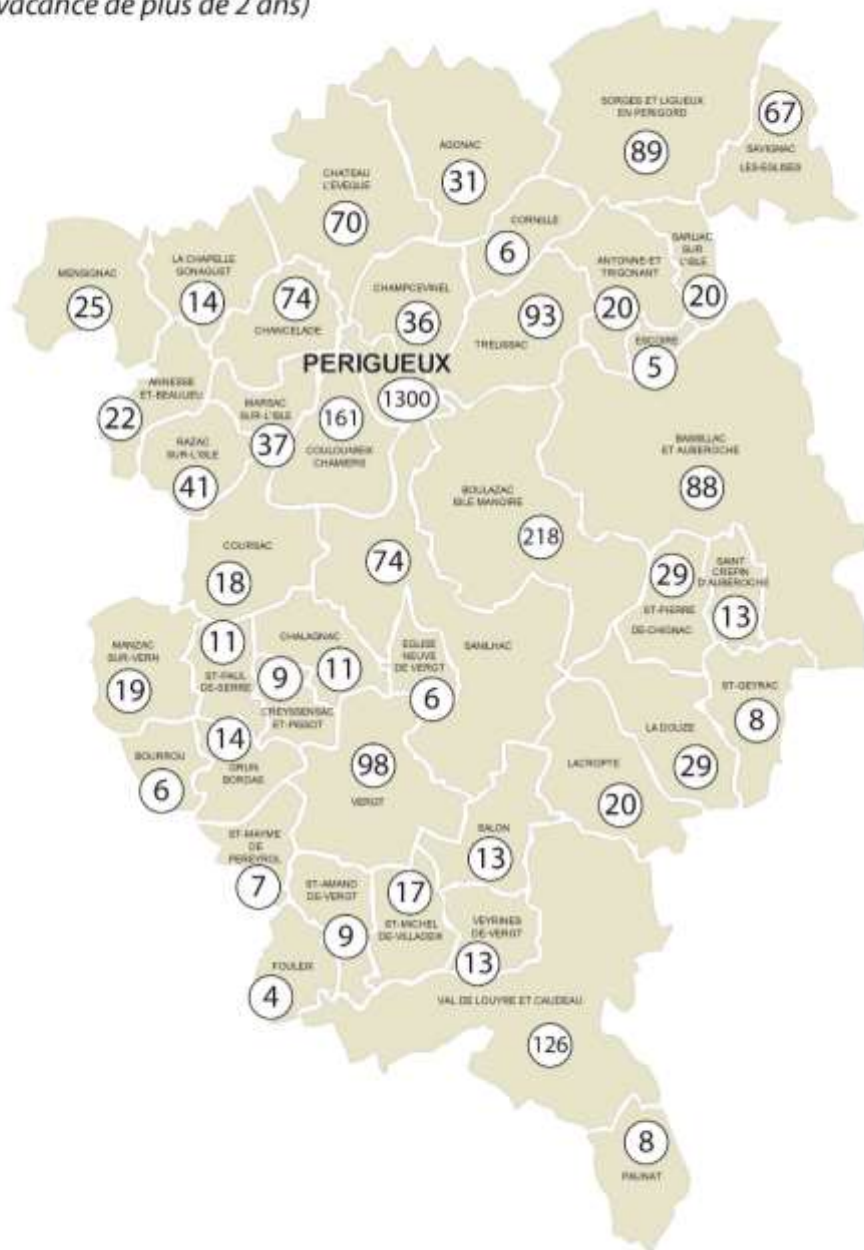 vacance de plus de 2 ans)
SORGES ET LIGUEUX
EN PERIGORD
89
67
SAVIGNAC
LES-EGLISES
AGONAC
31
CHATEAU
L'EVEQUE
70
CORNILLE
6
SARLIAC
SUR
L'ISLE
20
ANTONNE-ET
TRIGONANT
20
MENSIGNAC
25
LA CHAPELLE
GONAGUET
14
74
CHANCELADE
CHAMPCEVINEL
36
93
TRELISSAC
ESCOIRE
5
PERIGUEUX
1300
ANNESSE
ET-BEAULIEU
22
MARSAC
SUR-L'ISLE
37
161
COULOUNIEIX
CHAMIERS
RAZAC
SUR-L'ISLE
41
BASSILLAC
ET AUBEROCHE
88
BOULAZAC
ISLE MANOIRE
218
COURSAC
18
74
29
ST-PIERRE
DE-CHIGNAC
SAINT
CREPIN
D'AUBEROCHE
13
MANZAC
SUR-VERN
19
11
ST-PAUL
DE-SERRE
CHALAGNAC
11
9
CREYSSENSAC
ET-PISSOT
EGLISE
NEUVE
DE VERGT
6
SANILHAC
ST-GEYRAC
8
LA DOUZE
29
BOURROU
6
14
GRUN
BORDAS
98
VERGT
LACROPTE
20
ST-MAYME
DE
PEREYROL
7
SALON
13
ST-AMAND
DE-VERGT
9
17
ST-MICHEL
DE-VILLADEIX
VEYRINES
DE-VERGT
13
FOULEIX
4
VAL DE LOUYRE ET CAUDEAU
126
8
PAUNAT